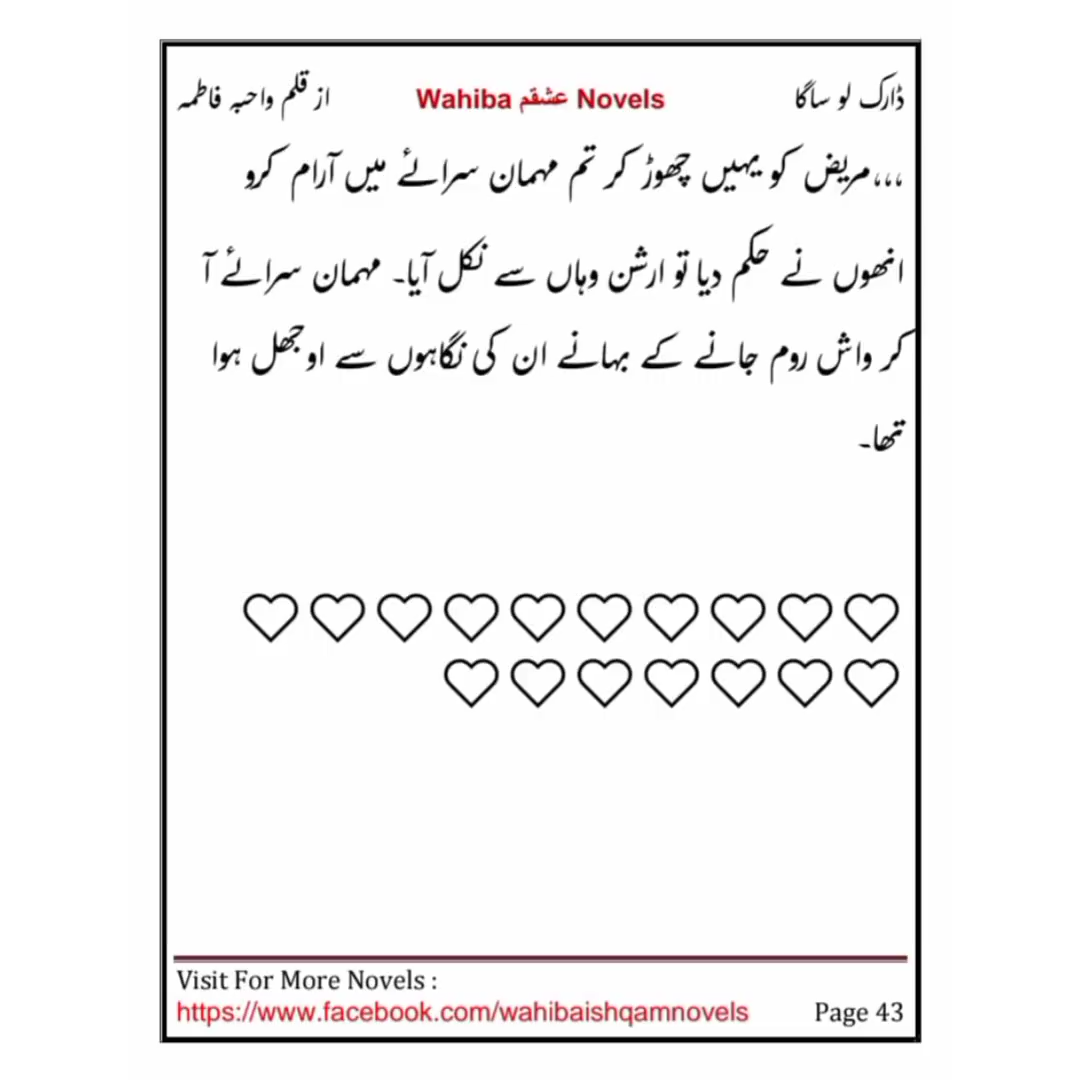 ڈارک لو ساگا Wahiba عشقم Novels از قلم واحبہ فاطمہ
،،،مریض کو یہیں چھوڑ کر تم مہمان سرائے میں آرام کرو
انھوں نے حکم دیا تو ارشن وہاں سے نکل آیا۔ مہمان سرائے آ
کر واش روم جانے کے بہانے ان کی نگاہوں سے اوجھل ہوا
تھا۔
♡♡♡♡♡♡♡♡♡♡
♡♡♡♡♡♡♡
Visit For More Novels :
https://www.facebook.com/wahibaishqamnovels Page 43